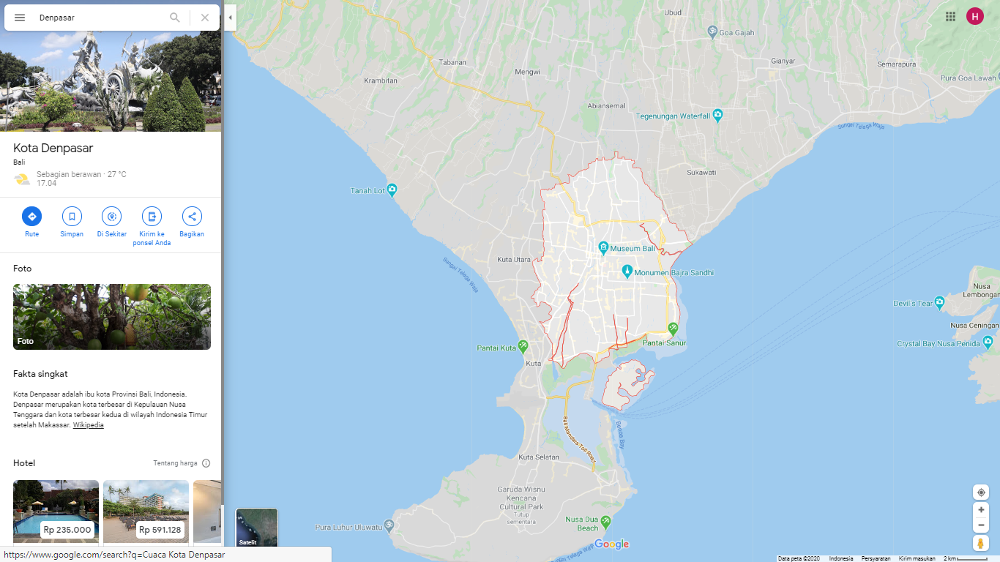 Denpasar
H
Kota Denpasar
Bali
Sebagian berawan · 27 °C
17.04
Rute
Simpan
Di Sekitar
Kirim ke
ponsel Anda
Bagikan
Foto
Foto
Fakta singkat
Kota Denpasar adalah ibu kota Provinsi Bali, Indonesia.
Denpasar merupakan kota terbesar di Kepulauan Nusa
Tenggara dan kota terbesar kedua di wilayah Indonesia Timur
setelah Makassar. Wikipedia
Hotel
Tentang harga
Rp 235.000
Rp 591.128
https://www.google.com/search?q=Cuaca Kota Denpasar
Ubud
Goa Gajah
Tabanan
Gianyar
Semarapura
Mengwi
Krambitan
Pura Goa Lawah
Abiansemal
Tegenungan Waterfall
Sungai Telaga Waja
Sukawati
Tanah Lot
Museum Bali
Kuta Utara
Sungai Telaga Waja
Monumen Bajra Sandhi
Nusa
Lembongan
Devil's Tear
Nusa Ceningan
Pantai Sanur
Crystal Bay Nusa Penida
Pantai Kuta
Kuta
Bali Mandara Toll Road
Benoa Bay
Kuta Selatan
Garuda Wisnu
Kencana
Cultural Park
Tutup
sementara
Pura Luhur Uluwatu
Nusa Dua
Beach
Sungai Telaga Waja
Satelit
Google
Data peta ©2020
Indonesia
Persyaratan
Kirim masukan
2 km